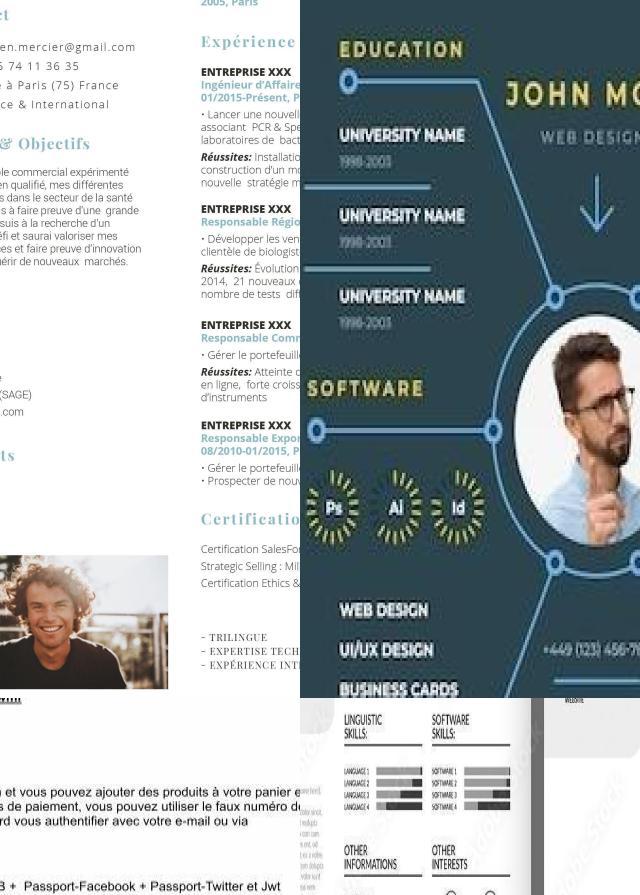 2005, Paris
ct
en.mercier@gmail.com
74 11 36 35
à Paris (75) France
ce & International
& Objectifs
le commercial expérimenté
en qualifié, mes différentes
s dans le secteur de la santé
s à faire preuve d'une grande
suis à la recherche d'un
éfi et saurai valoriser mes
ces et faire preuve d'innovation
uérir de nouveaux marchés.
e
(SAGE)
.com
ts
Expérience
ENTREPRISE XXX
Ingénieur d'Affaire
01/2015-Présent, P
• Lancer une nouvell
associant PCR & Spe
laboratoires de bact
Réussites: Installatio
construction d'un mo
nouvelle stratégie m
ENTREPRISE XXX
Responsable Régio
• Développer les ven
clientèle de biologist
Réussites: Évolution
2014, 21 nouveaux c
nombre de tests diff
ENTREPRISE XXX
Responsable Comm
• Gérer le portefeuille
Réussites: Atteinte d
en ligne, forte croiss
d'instruments
ENTREPRISE XXX
Responsable Expor
08/2010-01/2015, P
• Gérer le portefeuille
• Prospecter de nouv
Certificatio
Certification SalesFor
Strategic Selling : Mil
Certification Ethics &
- TRILINGUE
- EXPERTISE TECH
- EXPÉRIENCE INT
EDUCATION
UNIVERSITY NAME
1998-2003
UNIVERSITY NAME
1998-2003
UNIVERSITY NAME
1998-2003
SOFTWARE
Ps Ai Id
WEB DESIGN
UI/UX DESIGN
BUSINESS CARDS
JOHN MO
WEB DESIGN
+449 (123) 456-78
n et vous pouvez ajouter des produits à votre panier e
s de paiement, vous pouvez utiliser le faux numéro de
rd vous authentifier avec votre e-mail ou via
B + Passport-Facebook + Passport-Twitter et Jwt
LINGUISTIC
SKILLS:
LANGUAGE 1
LANGUAGE 2
LANGUAGE 3
LANGUAGE 4
SOFTWARE
SKILLS:
SOFTWARE 1
SOFTWARE 2
SOFTWARE 3
SOFTWARE 4
OTHER
INFORMATIONS
OTHER
INTERESTS
WEBSITE